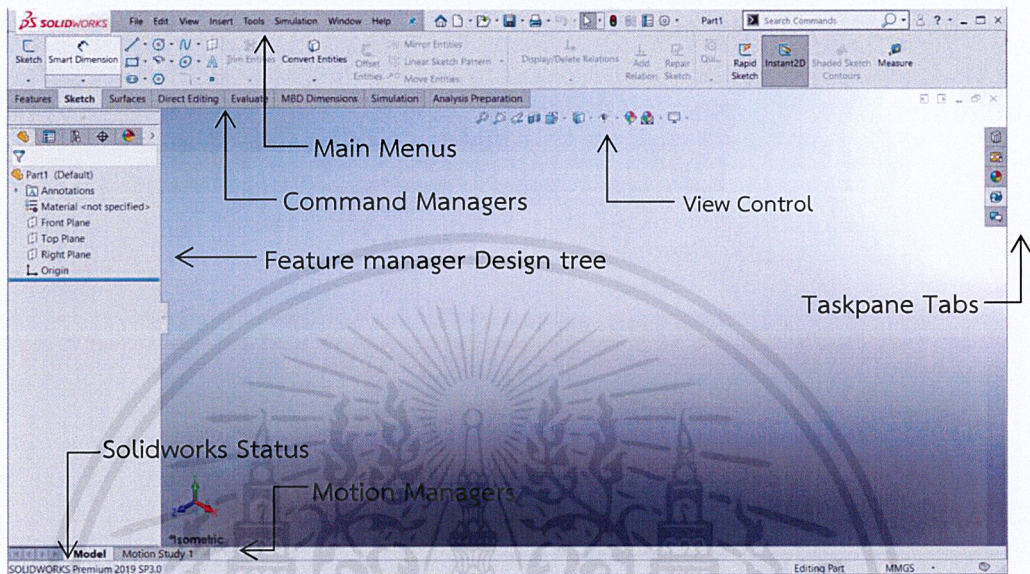 SOLIDWORKS File Edit View Insert Tools Simulation Window Help Part1 Search Commands ?
Sketch Smart Dimension Trim Entities Convert Entities Offset Entities Mirror Entities Display/Delete Relations Add Relation Repair Sketch Rapid Sketch Instant2D Shaded Sketch Contours Measure
Linear Sketch Pattern
Move Entities
Features Sketch Surfaces Direct Editing Evaluate MBD Dimensions Simulation Analysis Preparation
Main Menus
Part1 (Default)
Annotations
Command Managers
View Control
Material <not specified>
Front Plane
Top Plane
Right Plane
Feature manager Design tree
Origin
Taskpane Tabs
Solidworks Status
Motion Managers
*Isometric
Model Motion Study 1
SOLIDWORKS Premium 2019 SP3.0 Editing Part MMGS